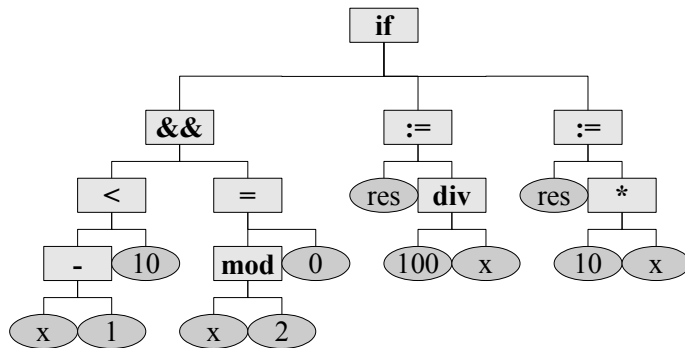 if
&& := :=
< = res div res *
- 10 mod 0 100 x 10 x
x 1 x 2